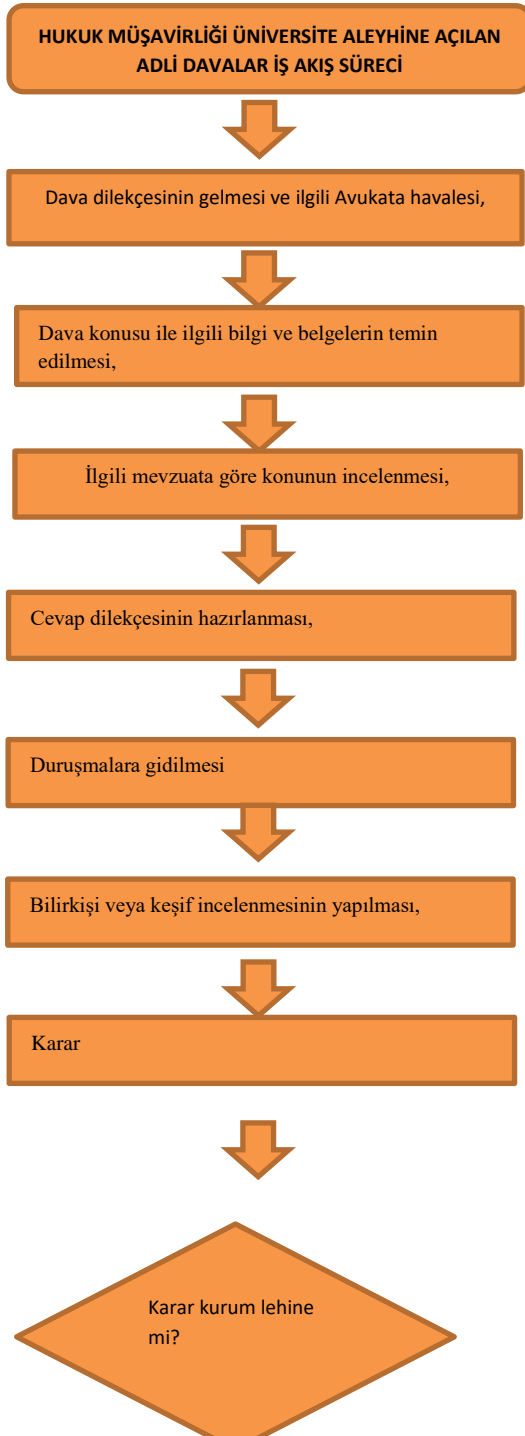 HUKUK MÜŞAVİRLİĞİ ÜNİVERSİTE ALEYHİNE AÇILAN
ADLİ DAVALAR İŞ AKIŞ SÜRECİ
Dava dilekçesinin gelmesi ve ilgili Avukata havalesi,
Dava konusu ile ilgili bilgi ve belgelerin temin
edilmesi,
İlgili mevzuata göre konunun incelenmesi,
Cevap dilekçesinin hazırlanması,
Duruşmalara gidilmesi
Bilirkişi veya keşif incelenmesinin yapılması,
Karar
Karar kurum lehine
mi?